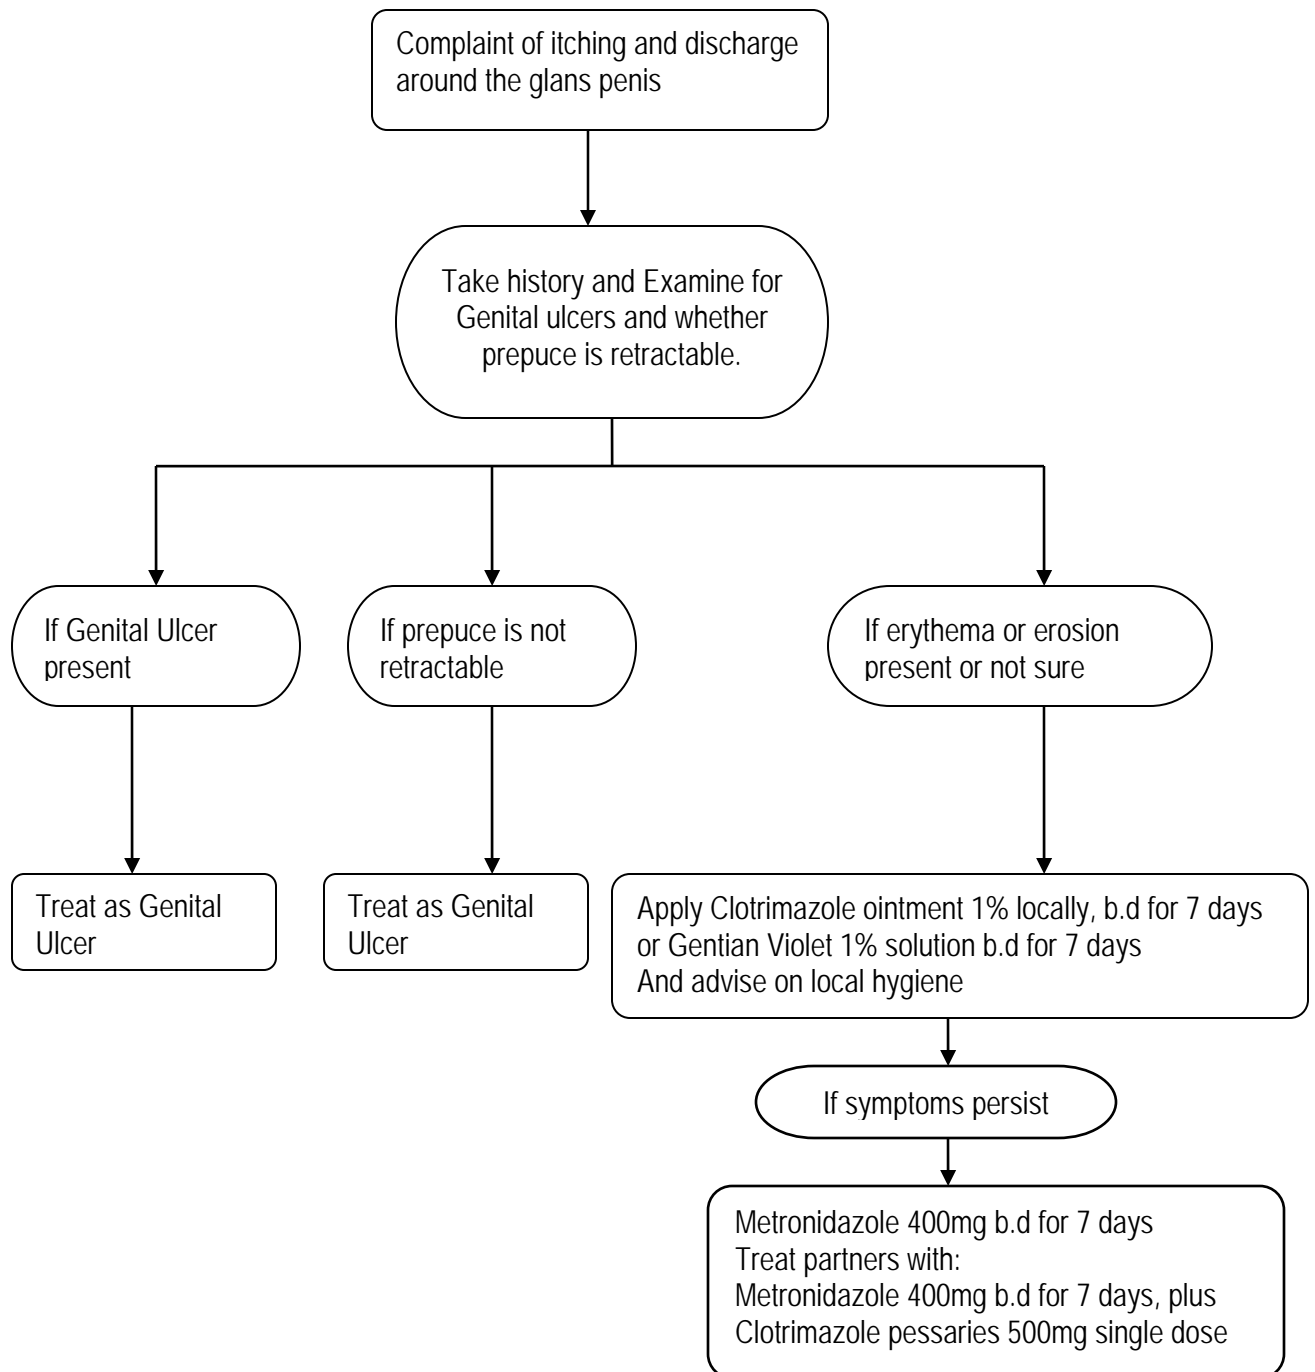 Complaint of itching and discharge
around the glans penis
Take history and Examine for
Genital ulcers and whether
prepuce is retractable.
If Genital Ulcer
present
If prepuce is not
retractable
If erythema or erosion
present or not sure
Treat as Genital
Ulcer
Treat as Genital
Ulcer
Apply Clotrimazole ointment 1% locally, b.d for 7 days
or Gentian Violet 1% solution b.d for 7 days
And advise on local hygiene
If symptoms persist
Metronidazole 400mg b.d for 7 days
Treat partners with:
Metronidazole 400mg b.d for 7 days, plus
Clotrimazole pessaries 500mg single dose